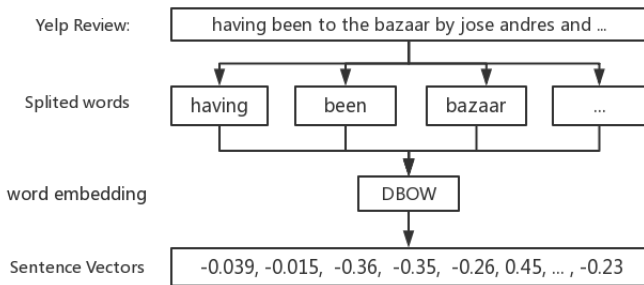 Yelp Review: having been to the bazaar by jose andres and ...
Splited words having been bazaar ...
word embedding DBOW
Sentence Vectors -0.039, -0.015, -0.36, -0.35, -0.26, 0.45, ... , -0.23